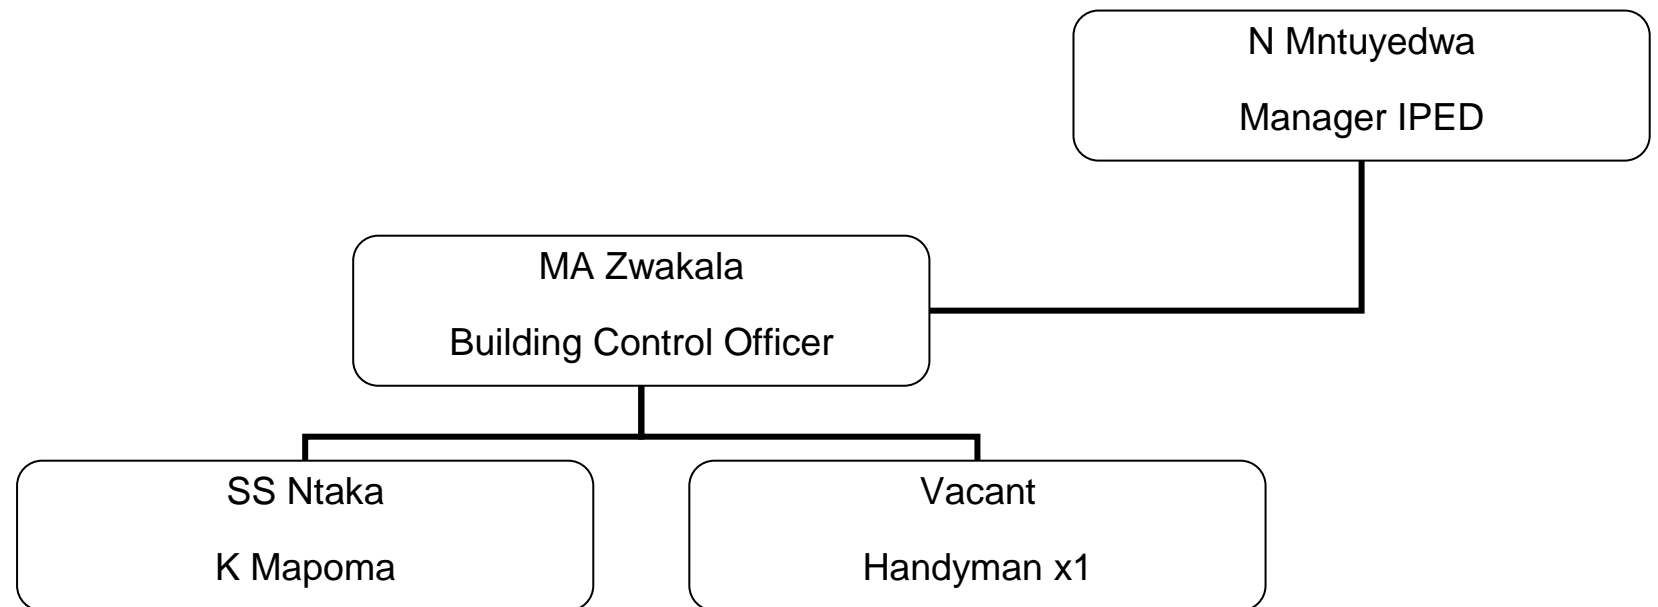 N Mntuyedwa
Manager IPED
MA Zwakala
Building Control Officer
SS Ntaka
K Mapoma
Vacant
Handyman x1